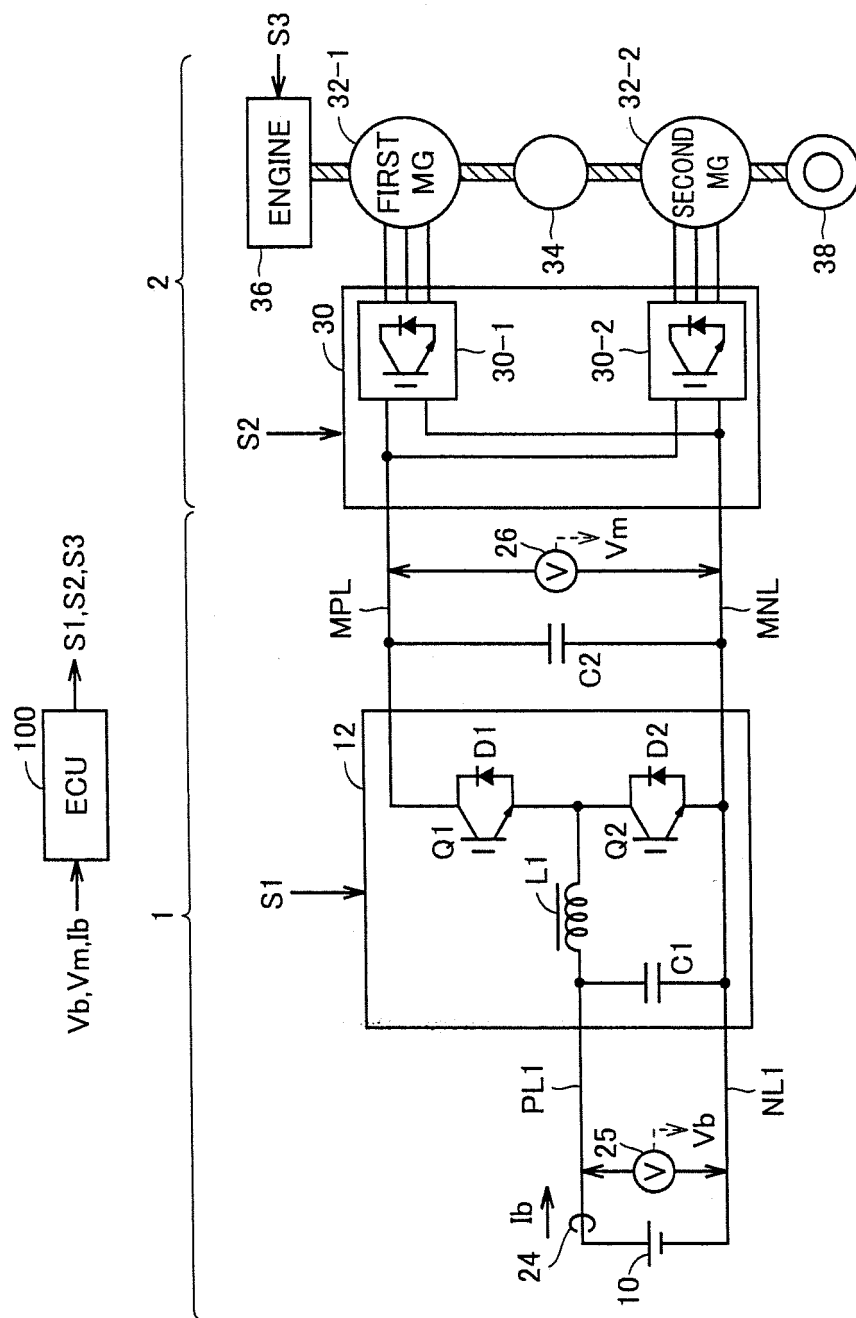 Vb,Vm,Ib
100
ECU
S1,S2,S3
1
2
S1
S2
S3
12
30
36
ENGINE
32-1
FIRST
MG
34
32-2
SECOND
MG
38
30-1
30-2
MPL
MNL
26
V
Vm
C2
Q1
D1
Q2
D2
L1
C1
PL1
NL1
Ib
24
25
V
Vb
10